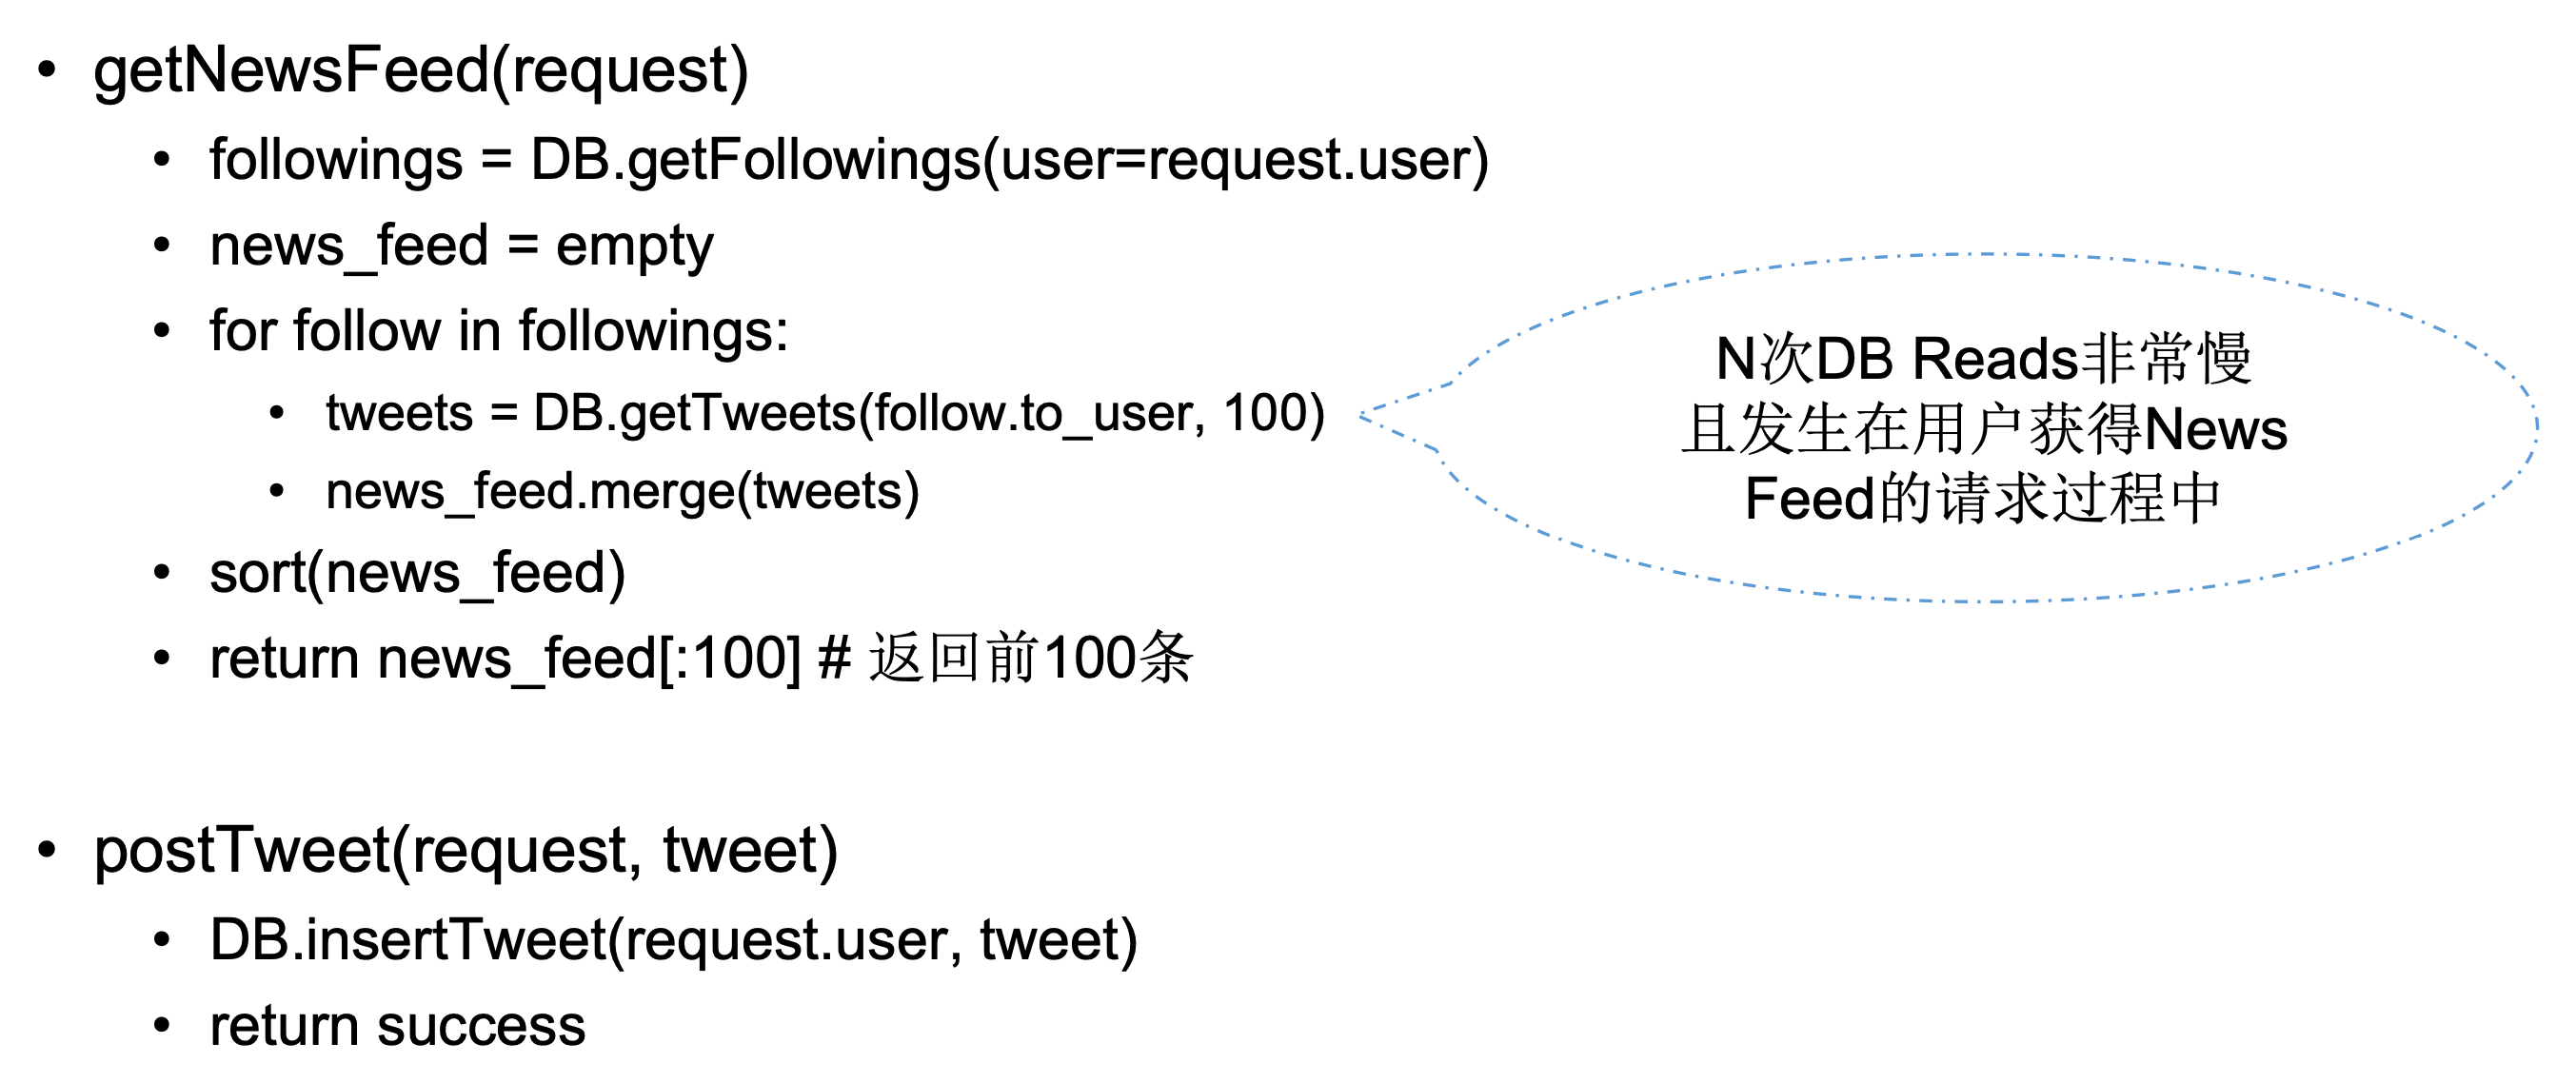 • getNewsFeed(request)
• followings = DB.getFollowings(user=request.user)
• news_feed = empty
• for follow in followings:
• tweets = DB.getTweets(follow.to_user, 100)
• news_feed.merge(tweets)
• sort(news_feed)
• return news_feed[:100] # 返回前100条
N次DB Reads非常慢
且发生在用户获得News
Feed的请求过程中
• postTweet(request, tweet)
• DB.insertTweet(request.user, tweet)
• return success